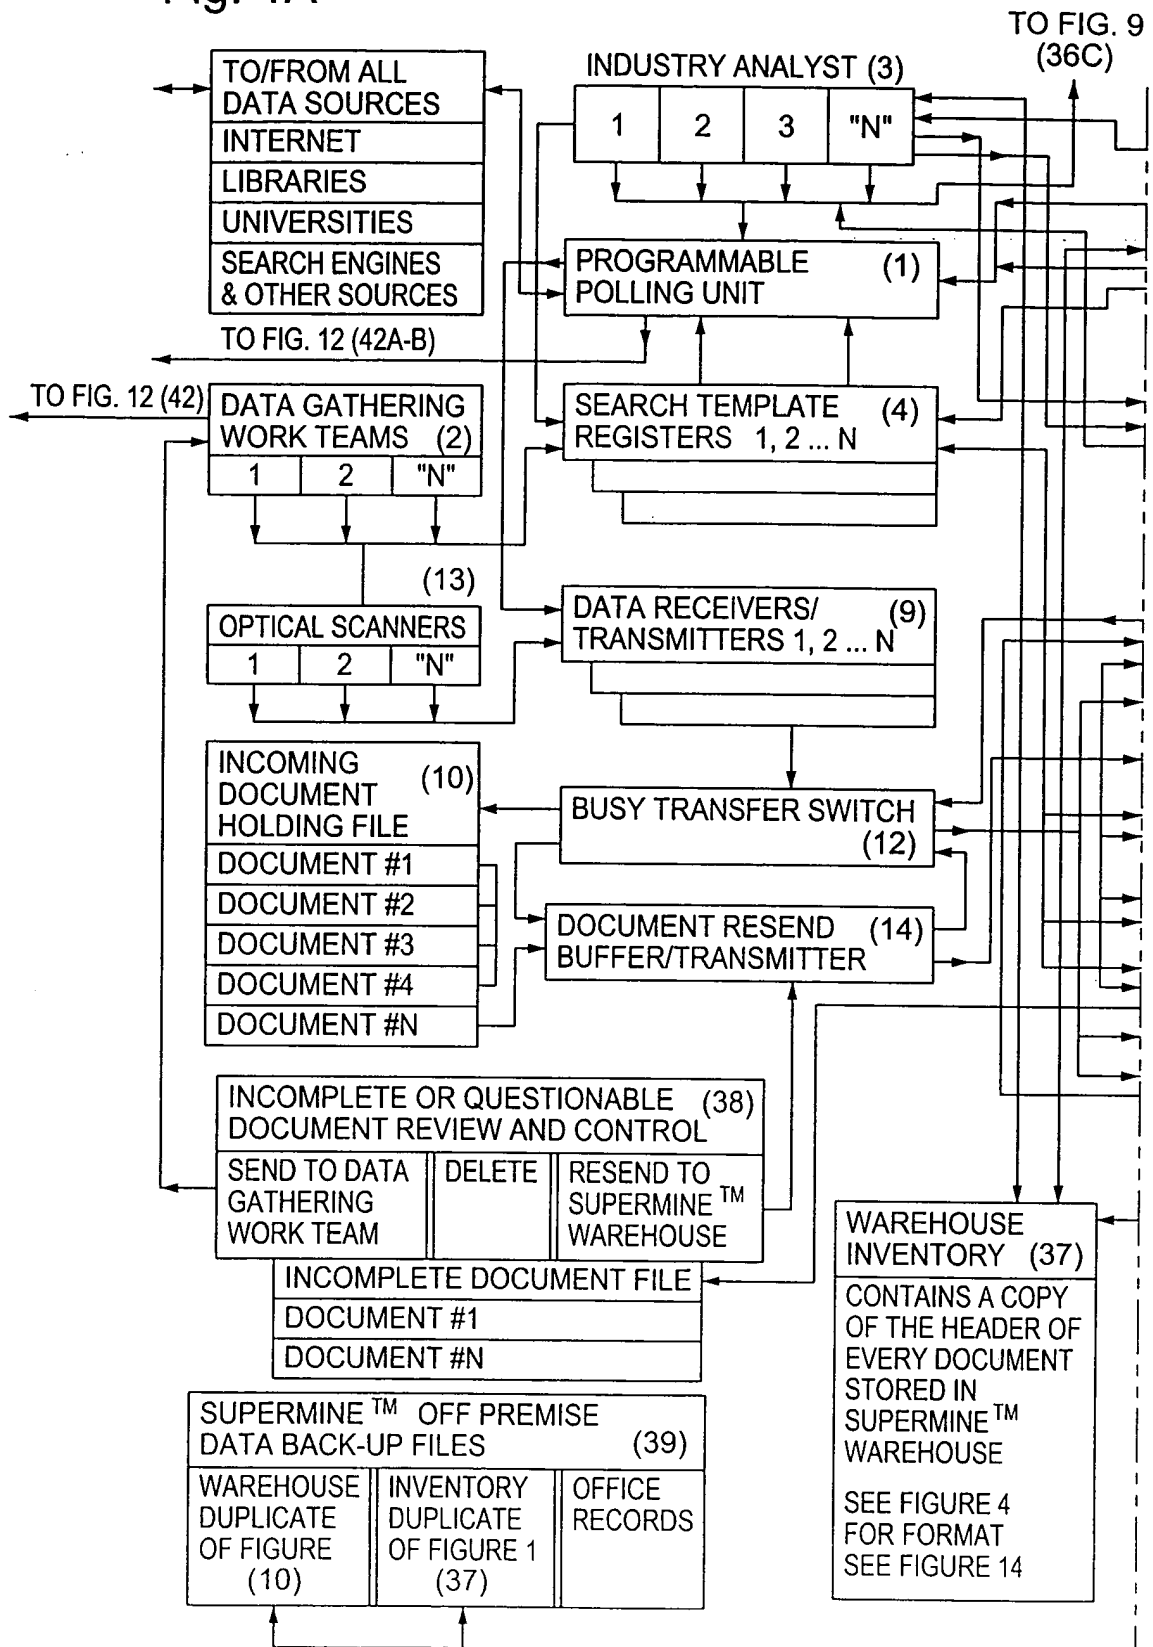 TO FIG. 9
(36C)
TO/FROM ALL
DATA SOURCES
INTERNET
LIBRARIES
UNIVERSITIES
SEARCH ENGINES
& OTHER SOURCES
INDUSTRY ANALYST (3)
1 2 3 "N"
PROGRAMMABLE (1)
POLLING UNIT
TO FIG. 12 (42A-B)
TO FIG. 12 (42)
DATA GATHERING
WORK TEAMS (2)
1 2 "N"
SEARCH TEMPLATE (4)
REGISTERS 1, 2 ... N
(13)
OPTICAL SCANNERS
1 2 "N"
DATA RECEIVERS/ (9)
TRANSMITTERS 1, 2 ... N
INCOMING (10)
DOCUMENT
HOLDING FILE
DOCUMENT #1
DOCUMENT #2
DOCUMENT #3
DOCUMENT #4
DOCUMENT #N
BUSY TRANSFER SWITCH
(12)
DOCUMENT RESEND (14)
BUFFER/TRANSMITTER
INCOMPLETE OR QUESTIONABLE (38)
DOCUMENT REVIEW AND CONTROL
SEND TO DATA
GATHERING
WORK TEAM
DELETE
RESEND TO
SUPERMINE ™
WAREHOUSE
INCOMPLETE DOCUMENT FILE
DOCUMENT #1
DOCUMENT #N
WAREHOUSE
INVENTORY (37)
CONTAINS A COPY
OF THE HEADER OF
EVERY DOCUMENT
STORED IN
SUPERMINE ™
WAREHOUSE
SEE FIGURE 4
FOR FORMAT
SEE FIGURE 14
SUPERMINE ™ OFF PREMISE
DATA BACK-UP FILES (39)
WAREHOUSE
DUPLICATE
OF FIGURE
(10)
INVENTORY
DUPLICATE
OF FIGURE 1
(37)
OFFICE
RECORDS